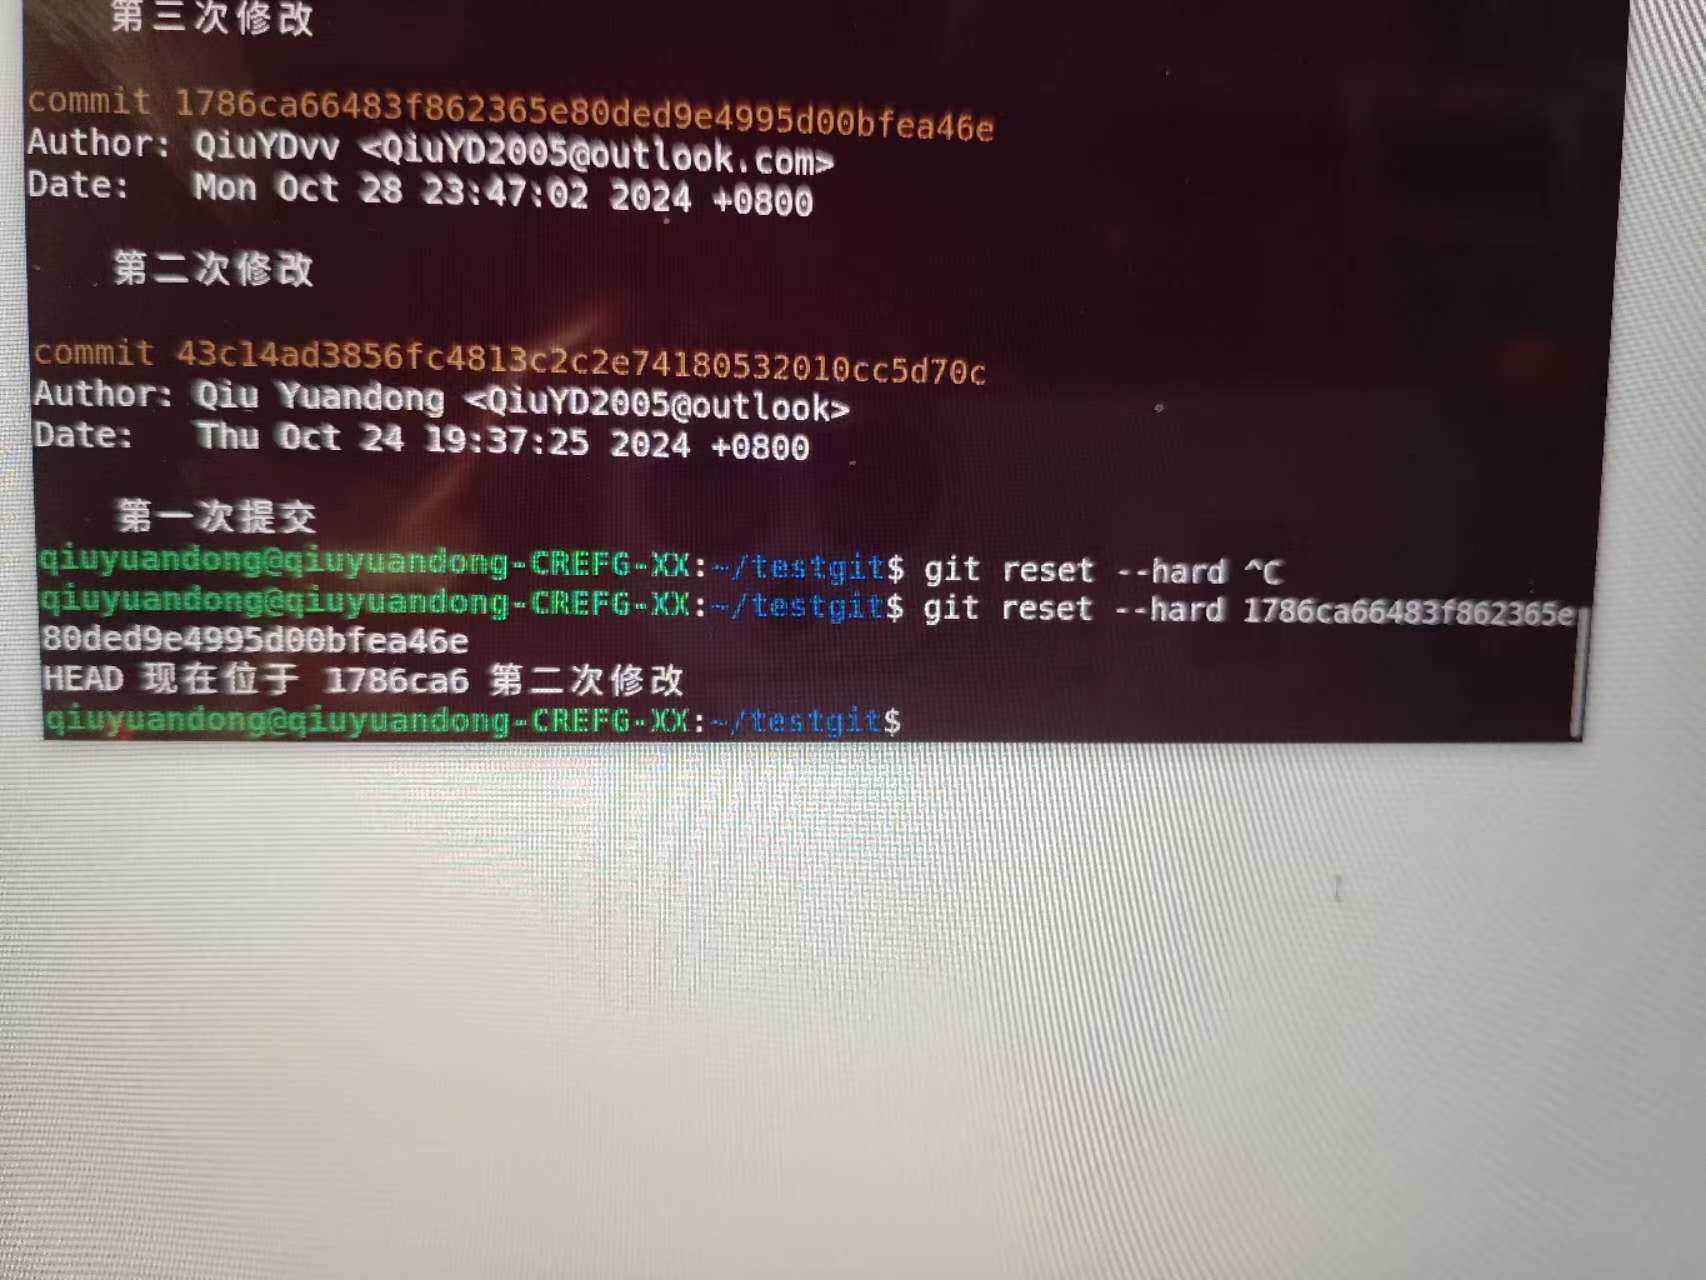 第三次修改
commit 1786ca66483f862365e80ded9e4995d00bfea46e
Author: QiuYDvv <QiuYD2005@outlook.com>
Date:   Mon Oct 28 23:47:02 2024 +0800
第二次修改
commit 43c14ad3856fc4813c2c2e74180532010cc5d70c
Author: Qiu Yuandong <QiuYD2005@outlook>
Date:   Thu Oct 24 19:37:25 2024 +0800
第一次提交
qiuyuandong@qiuyuandong-CREFG-XX:~/testgit$ git reset --hard ^C
qiuyuandong@qiuyuandong-CREFG-XX:~/testgit$ git reset --hard 1786ca66483f862365e
80ded9e4995d00bfea46e
HEAD 现在位于 1786ca6 第二次修改
qiuyuandong@qiuyuandong-CREFG-XX:~/testgit$